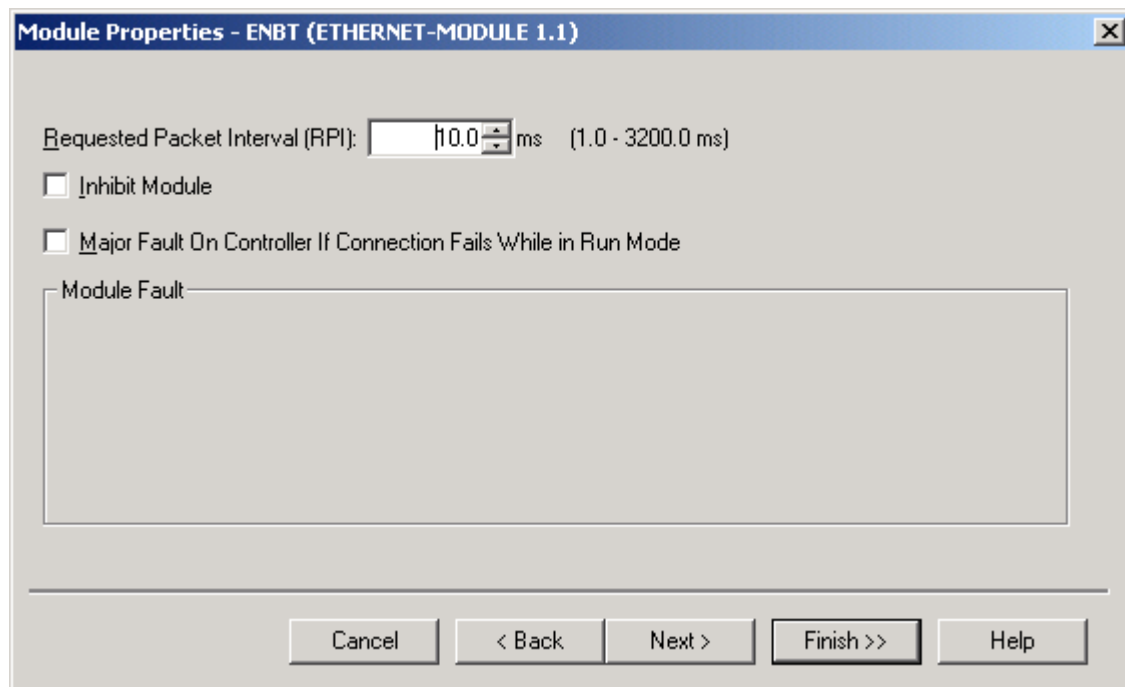 Module Properties - ENBT (ETHERNET-MODULE 1.1)
Requested Packet Interval (RPI): 10.0 ms (1.0 - 3200.0 ms)
Inhibit Module
Major Fault On Controller If Connection Fails While in Run Mode
Module Fault
Cancel < Back Next > Finish >> Help